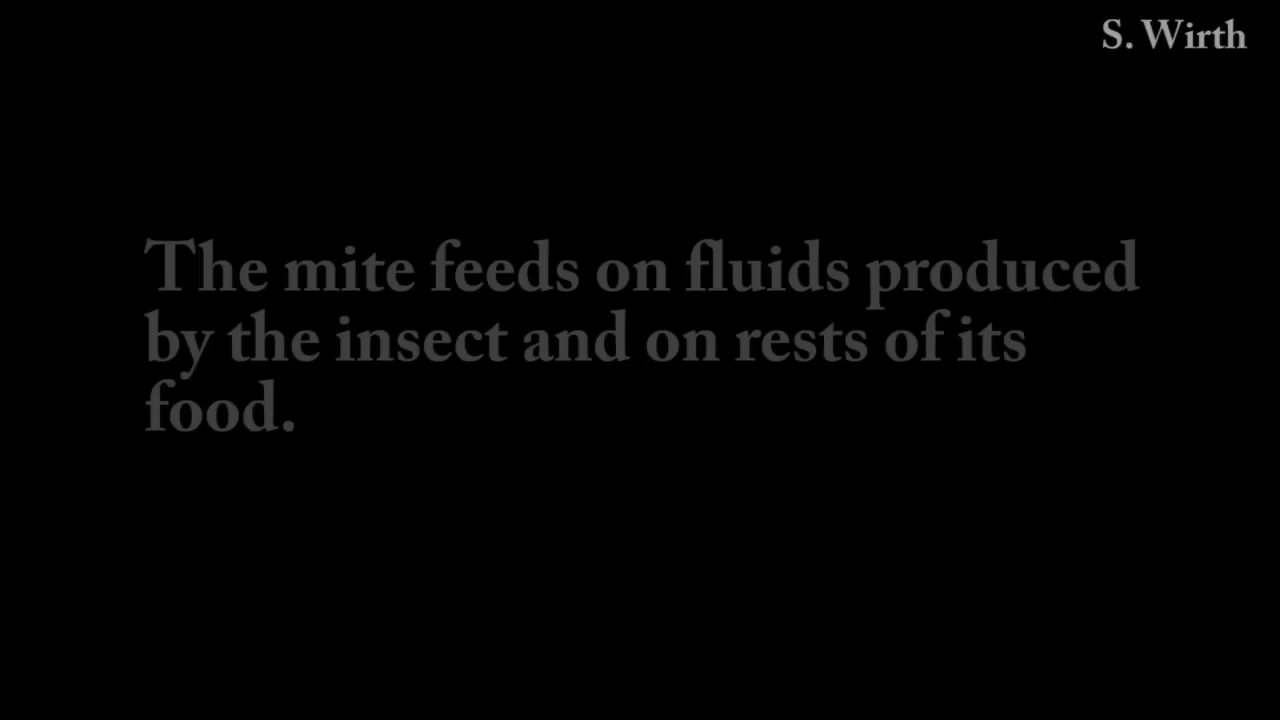 S. Wirth
The mite feeds on fluids produced
by the insect and on rests of its
food.